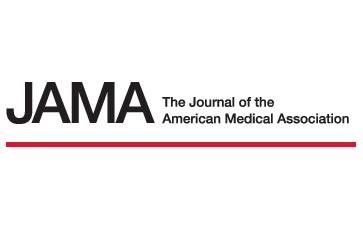 JAMA
The Journal of the
American Medical Association